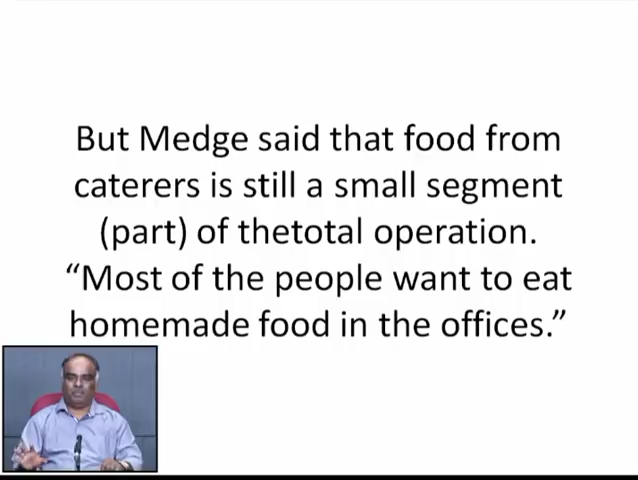 But Medge said that food from
caterers is still a small segment
(part) of thetotal operation.
“Most of the people want to eat
homemade food in the offices.”